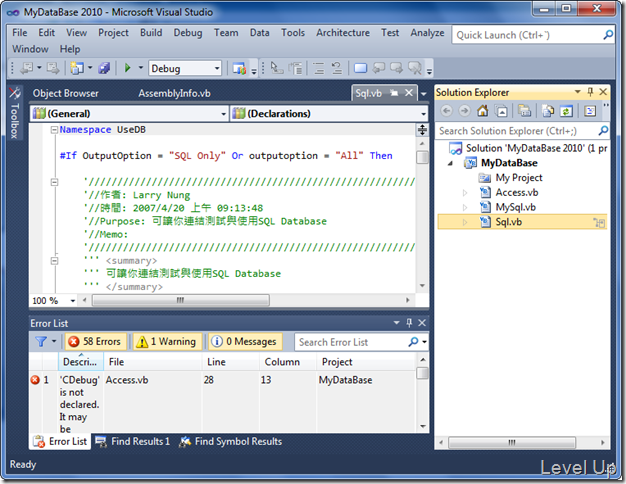 MyDataBase 2010 - Microsoft Visual Studio
File Edit View Project Build Debug Team Data Tools Architecture Test Analyze
Window Help
Quick Launch (Ctrl+`)
Debug
Toolbox
Object Browser AssemblyInfo.vb Sql.vb
(General) (Declarations)
Namespace UseDB
#If OutputOption = "SQL Only" Or outputoption = "All" Then
'//作者: Larry Nung
'//時間: 2007/4/20 上午 09:13:48
'//Purpose: 可讓你連結測試與使用SQL Database
'//Memo:
''' <summary>
''' 可讓你連結測試與使用SQL Database
''' </summary>
100 %
Solution Explorer
Search Solution Explorer (Ctrl+;)
Solution 'MyDataBase 2010' (1 pr
MyDataBase
My Project
Access.vb
MySql.vb
Sql.vb
Error List
58 Errors 1 Warning 0 Messages Search Error List
Descri... File Line Column Project
1 'CDebug' Access.vb 28 13 MyDataBase
is not
declared.
It may
be
Error List Find Results 1 Find Symbol Results
Ready
Level Up